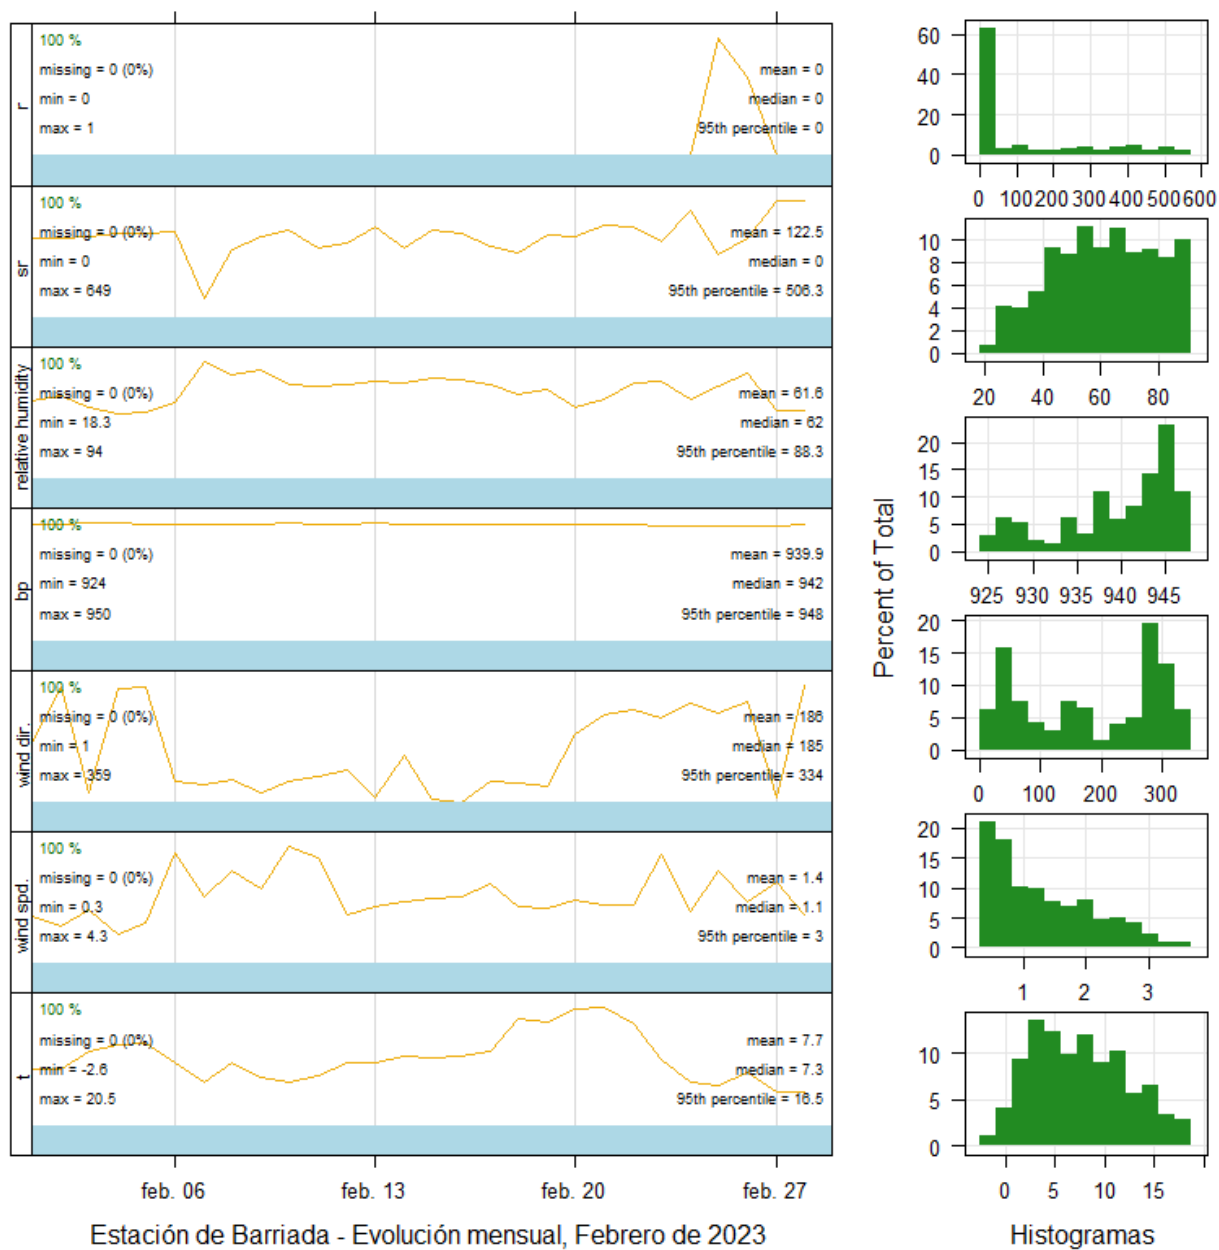 r
100 %
missing = 0 (0%)
min = 0
max = 1
mean = 0
median = 0
95th percentile = 0
sr
100 %
missing = 0 (0%)
min = 0
max = 649
mean = 122.5
median = 0
95th percentile = 506.3
relative humidity
100 %
missing = 0 (0%)
min = 18.3
max = 94
mean = 61.6
median = 62
95th percentile = 88.3
bp
100 %
missing = 0 (0%)
min = 924
max = 950
mean = 939.9
median = 942
95th percentile = 948
wind dir.
100 %
missing = 0 (0%)
min = 1
max = 359
mean = 186
median = 185
95th percentile = 334
wind spd.
100 %
missing = 0 (0%)
min = 0.3
max = 4.3
mean = 1.4
median = 1.1
95th percentile = 3
t
100 %
missing = 0 (0%)
min = -2.6
max = 20.5
mean = 7.7
median = 7.3
95th percentile = 16.5
feb. 06 feb. 13 feb. 20 feb. 27
Estación de Barriada - Evolución mensual, Febrero de 2023
Percent of Total
60
40
20
0
0 100 200 300 400 500 600
10
8
6
4
2
0
20 40 60 80
20
15
10
5
0
925 930 935 940 945
20
15
10
5
0
0 100 200 300
20
15
10
5
0
1 2 3
10
5
0
0 5 10 15
Histogramas